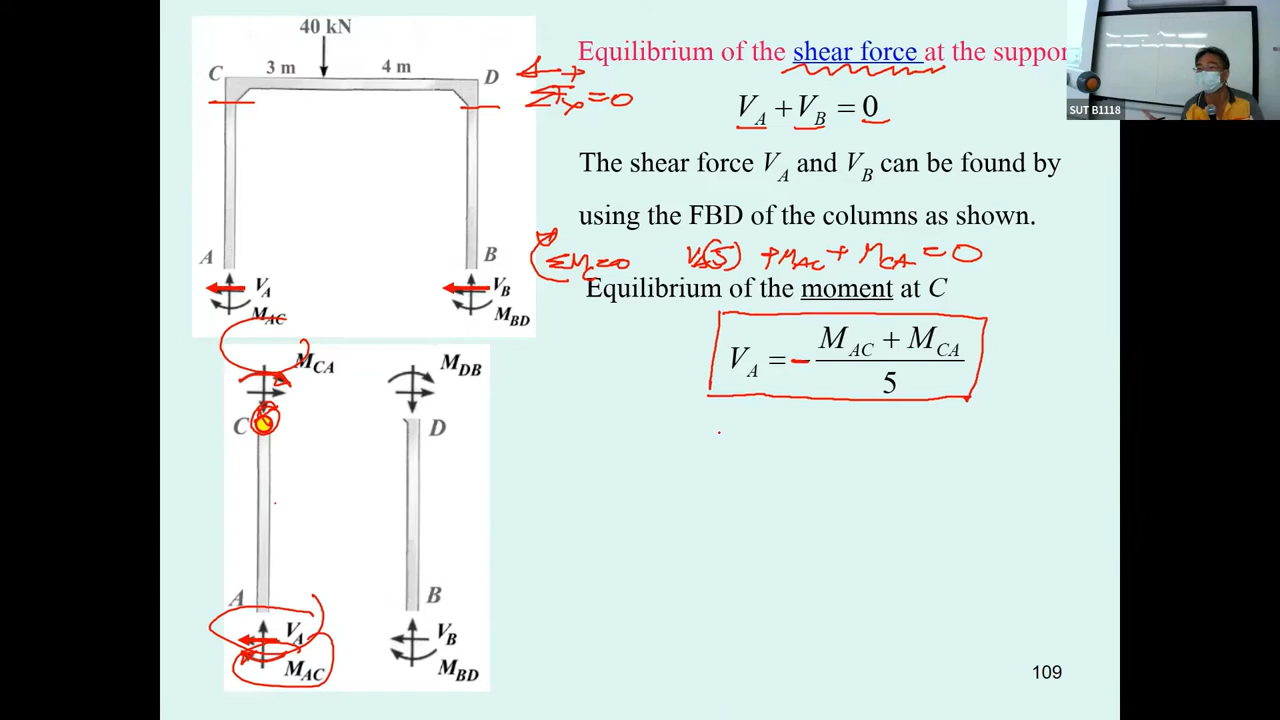 40 kN
C
3 m
4 m
D
ΣFx=0
A
B
V_A
V_B
M_AC
M_BD
M_CA
M_DB
C
D
A
B
V_A
V_B
M_AC
M_BD
Equilibrium of the shear force at the suppor
V_A + V_B = 0
The shear force V_A and V_B can be found by
using the FBD of the columns as shown.
ΣM_C=0 V_A(5) + M_AC + M_CA = 0
Equilibrium of the moment at C
V_A = - (M_AC + M_CA) / 5
109
SUT B1118